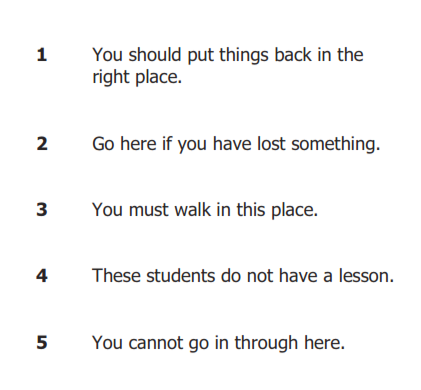 1 You should put things back in the
right place.
2 Go here if you have lost something.
3 You must walk in this place.
4 These students do not have a lesson.
5 You cannot go in through here.